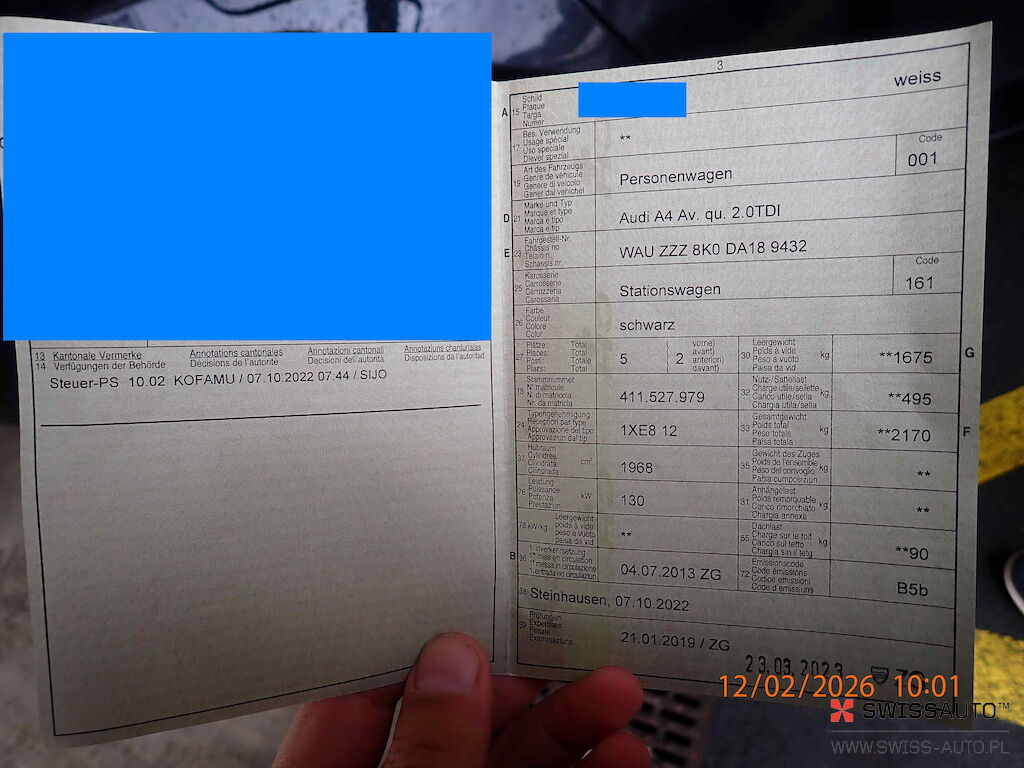 13 Kantonale Vermerke Annotations cantonales Annotazioni cantonali Annotaziuns chantunalas
14 Verfügungen der Behörde Décisions de l'autorité Decisioni dell'autorità Disposiziuns da l'autoritad
Steuer-PS 10.02 KOFAMU / 07.10.2022 07:44 / SIJO
3
A 15 Schild
Plaque
Targa
Numer
weiss
17 Bes. Verwendung
Usage spécial
Uso speciale
Diever spezial
**
19 Art des Fahrzeugs
Genre de véhicule
Genere di veicolo
Gener dal vehichel
Personenwagen
Code
001
D 21 Marke und Typ
Marque et type
Marca e tipo
Marca e tip
Audi A4 Av. qu. 2.0TDI
E 23 Fahrgestell-Nr.
Châssis no
Telaio n.
Schassis nr.
WAU ZZZ 8K0 DA18 9432
25 Karosserie
Carrosserie
Carrozzeria
Carossaria
Stationswagen
Code
161
26 Farbe
Couleur
Colore
Colur
schwarz
27 Plätze: Total
Places: Total
Posti: Totale
Plazs: Total
5
2
vorne)
avant)
anteriori)
davant)
30 Leergewicht
Poids à vide
Peso a vuoto
Paisa da vid
kg
**1675
G
18 Stammnummer
N° matricule
N. di matricola
Nr. da matricla
411.527.979
32 Nutz-/Sattellast
Charge utile/sellette
Carico utile/sella
Chargia utila/sella
kg
**495
24 Typengenehmigung
Réception par type
Approvazione del tipo
Approvaziun dal tip
1XE8 12
33 Gesamtgewicht
Poids total
Peso totale
Paisa totala
kg
**2170
F
37 Hubraum
Cylindrée
Cilindrata
Cilindrada
cm³
1968
35 Gewicht des Zuges
Poids de l'ensemble
Peso del convoglio
Paisa cumposiziun
kg
**
76 Leistung
Puissance
Potenza
Prestaziun
kW
130
31 Anhängelast
Poids remorquable
Carico rimorchiato
Chargia annexa
kg
**
78 kW/kg Leergewicht
poids à vide
peso a vuoto
paisa da vid
**
55 Dachlast
Charge sur le toit
Carico sul tetto
Chargia sin il tetg
kg
**90
B 36 1. Inverkehrsetzung
1re mise en circulation
1a messa in circolazione
1. entrada en circulaziun
04.07.2013 ZG
72 Emissionscode
Code émissions
Codice emissioni
Code d'emissiuns
B5b
38 Steinhausen, 07.10.2022
39 Prüfungen
Expertises
Perizie
Examinaziuns
21.01.2019 / ZG
23.03.2023 ZG
12/02/2026 10:01
SWISSAUTO™
WWW.SWISS-AUTO.PL